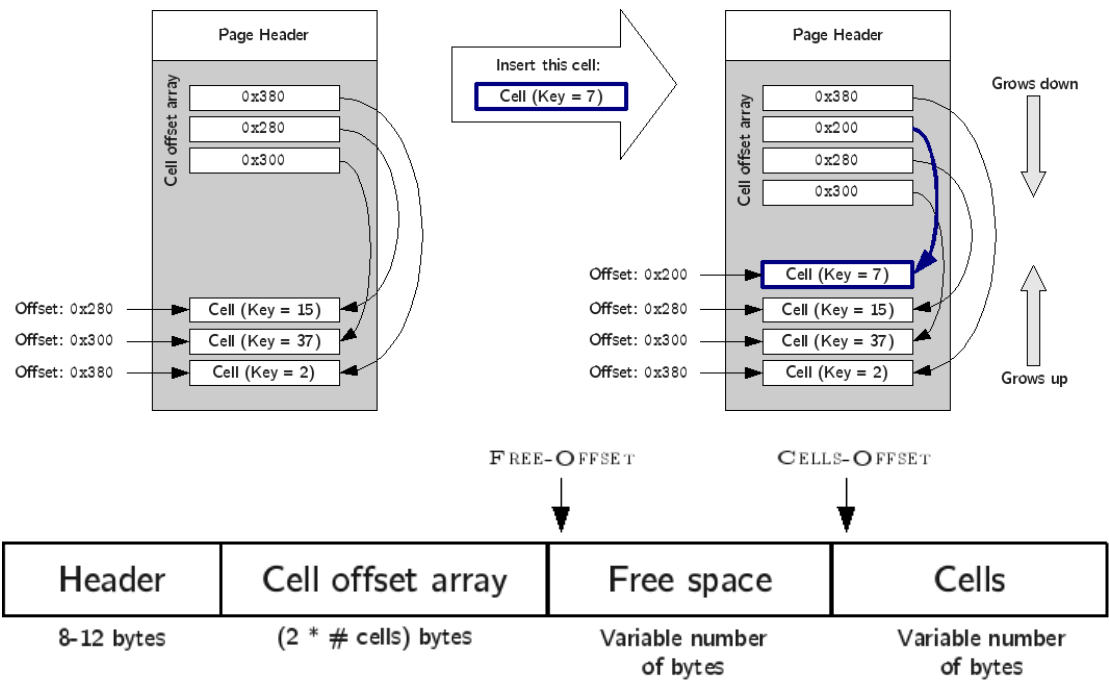 Page Header
Cell offset array
0x380
0x280
0x300
Offset: 0x280
Cell (Key = 15)
Offset: 0x300
Cell (Key = 37)
Offset: 0x380
Cell (Key = 2)
Insert this cell:
Cell (Key = 7)
Page Header
Cell offset array
0x380
0x200
0x280
0x300
Offset: 0x200
Cell (Key = 7)
Offset: 0x280
Cell (Key = 15)
Offset: 0x300
Cell (Key = 37)
Offset: 0x380
Cell (Key = 2)
Grows down
Grows up
FREE-OFFSET
CELLS-OFFSET
Header
Cell offset array
Free space
Cells
8-12 bytes
(2 * # cells) bytes
Variable number
of bytes
Variable number
of bytes